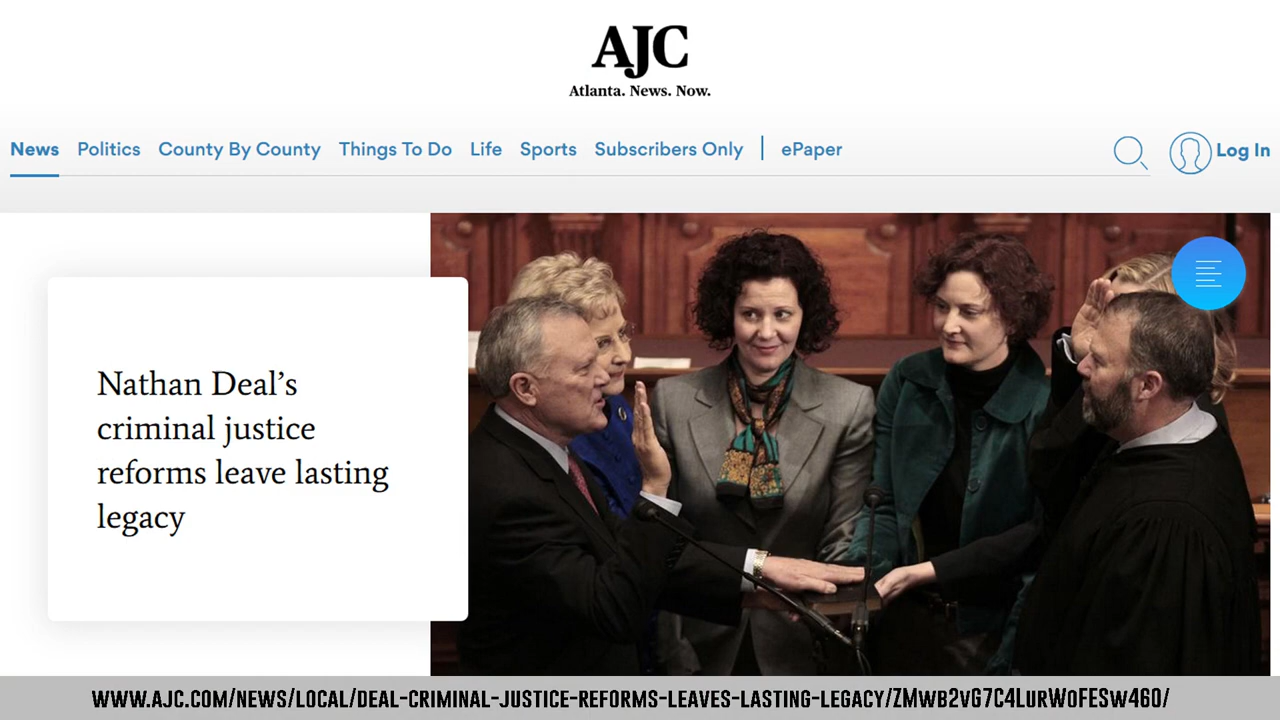 AJC
Atlanta. News. Now.
News Politics County By County Things To Do Life Sports Subscribers Only | ePaper Log In
Nathan Deal’s
criminal justice
reforms leave lasting
legacy
WWW.AJC.COM/NEWS/LOCAL/DEAL-CRIMINAL-JUSTICE-REFORMS-LEAVES-LASTING-LEGACY/ZMWB2VG7C4LURWOFESW46O/